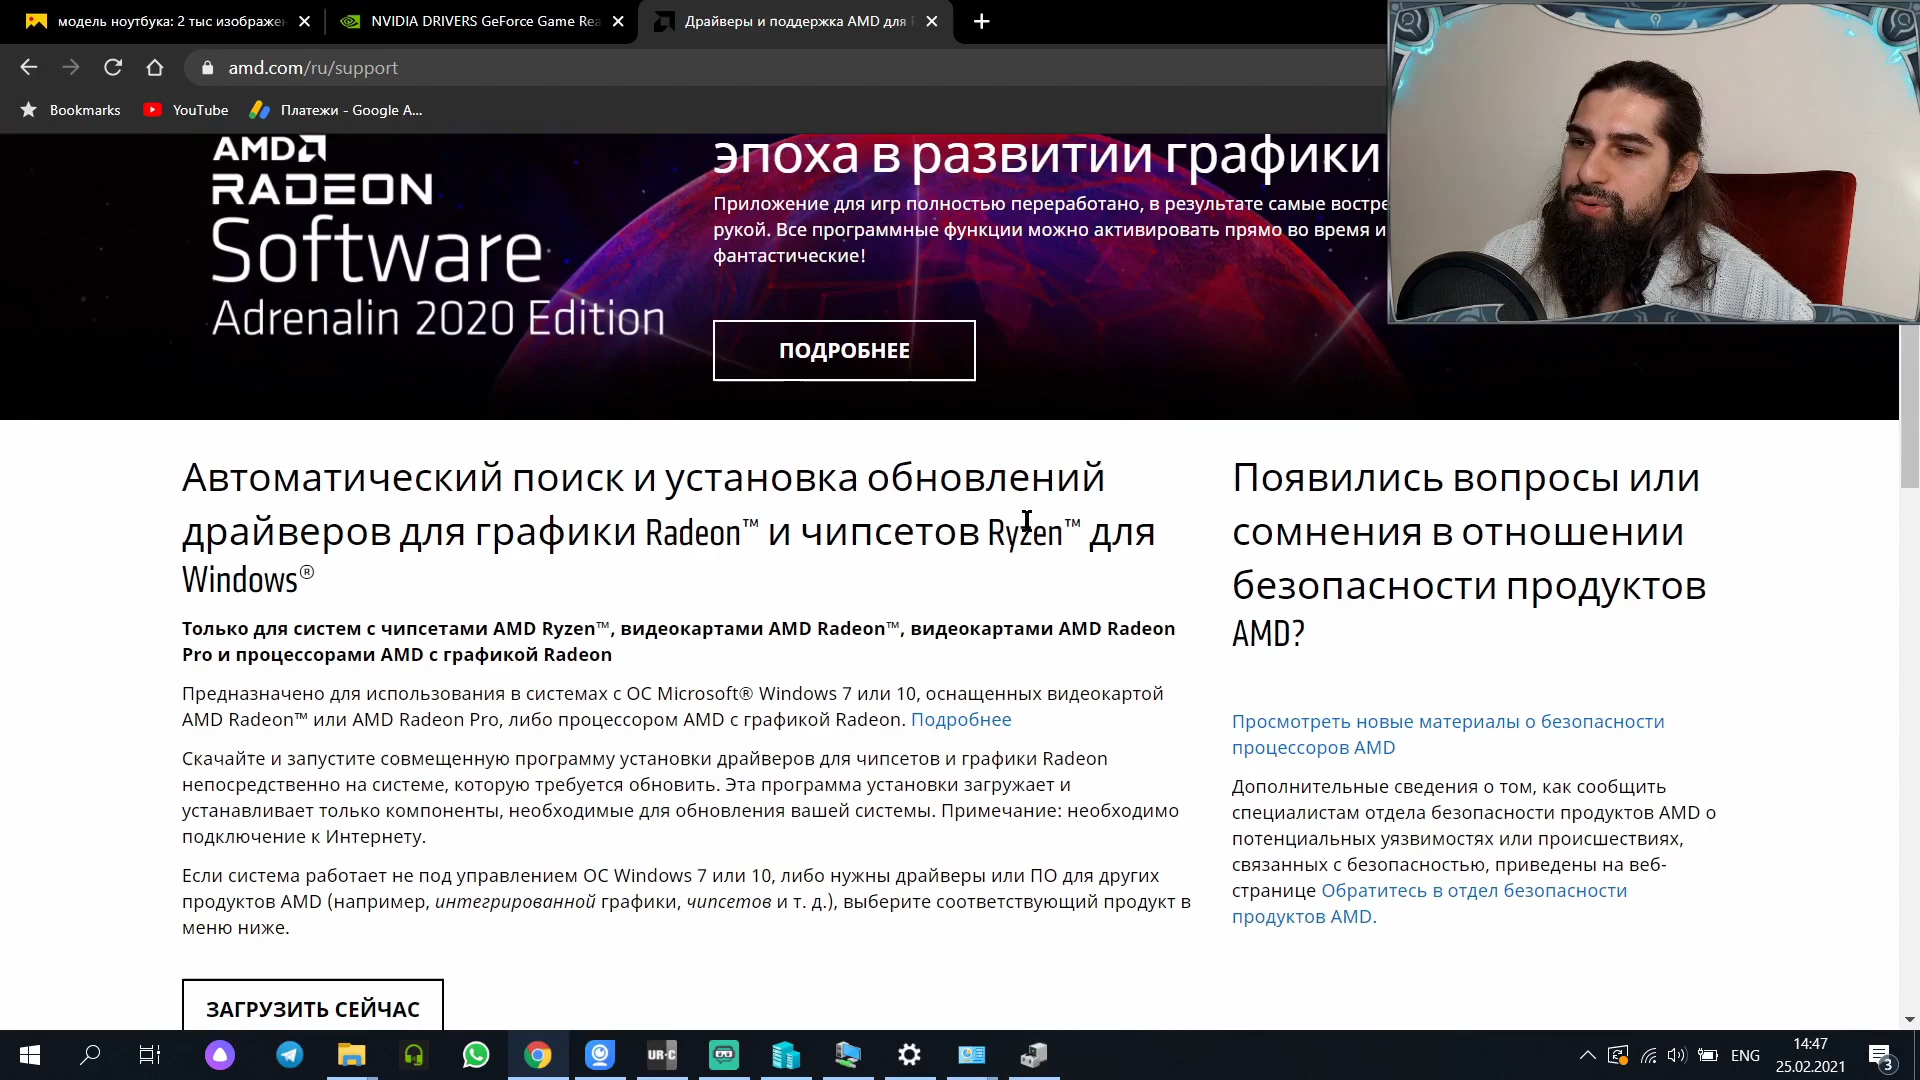 модель ноутбука: 2 тыс изображен
NVIDIA DRIVERS GeForce Game Rea
Драйверы и поддержка AMD для
amd.com/ru/support
Bookmarks
YouTube
Платежи - Google A...
AMD
RADEON
Software
Adrenalin 2020 Edition
эпоха в развитии графики
Приложение для игр полностью переработано, в результате самые востре
рукой. Все программные функции можно активировать прямо во время и
фантастические!
ПОДРОБНЕЕ
Автоматический поиск и установка обновлений
драйверов для графики Radeon™ и чипсетов Ryzen™ для
Windows®
Только для систем с чипсетами AMD Ryzen™, видеокартами AMD Radeon™, видеокартами AMD Radeon
Pro и процессорами AMD с графикой Radeon
Предназначено для использования в системах с ОС Microsoft® Windows 7 или 10, оснащенных видеокартой
AMD Radeon™ или AMD Radeon Pro, либо процессором AMD с графикой Radeon. Подробнее
Скачайте и запустите совмещенную программу установки драйверов для чипсетов и графики Radeon
непосредственно на системе, которую требуется обновить. Эта программа установки загружает и
устанавливает только компоненты, необходимые для обновления вашей системы. Примечание: необходимо
подключение к Интернету.
Если система работает не под управлением ОС Windows 7 или 10, либо нужны драйверы или ПО для других
продуктов AMD (например, интегрированной графики, чипсетов и т. д.), выберите соответствующий продукт в
меню ниже.
ЗАГРУЗИТЬ СЕЙЧАС
Появились вопросы или
сомнения в отношении
безопасности продуктов
AMD?
Просмотреть новые материалы о безопасности
процессоров AMD
Дополнительные сведения о том, как сообщить
специалистам отдела безопасности продуктов AMD о
потенциальных уязвимостях или происшествиях,
связанных с безопасностью, приведены на веб-
странице Обратитесь в отдел безопасности
продуктов AMD.
UR-C
ENG
14:47
25.02.2021
3